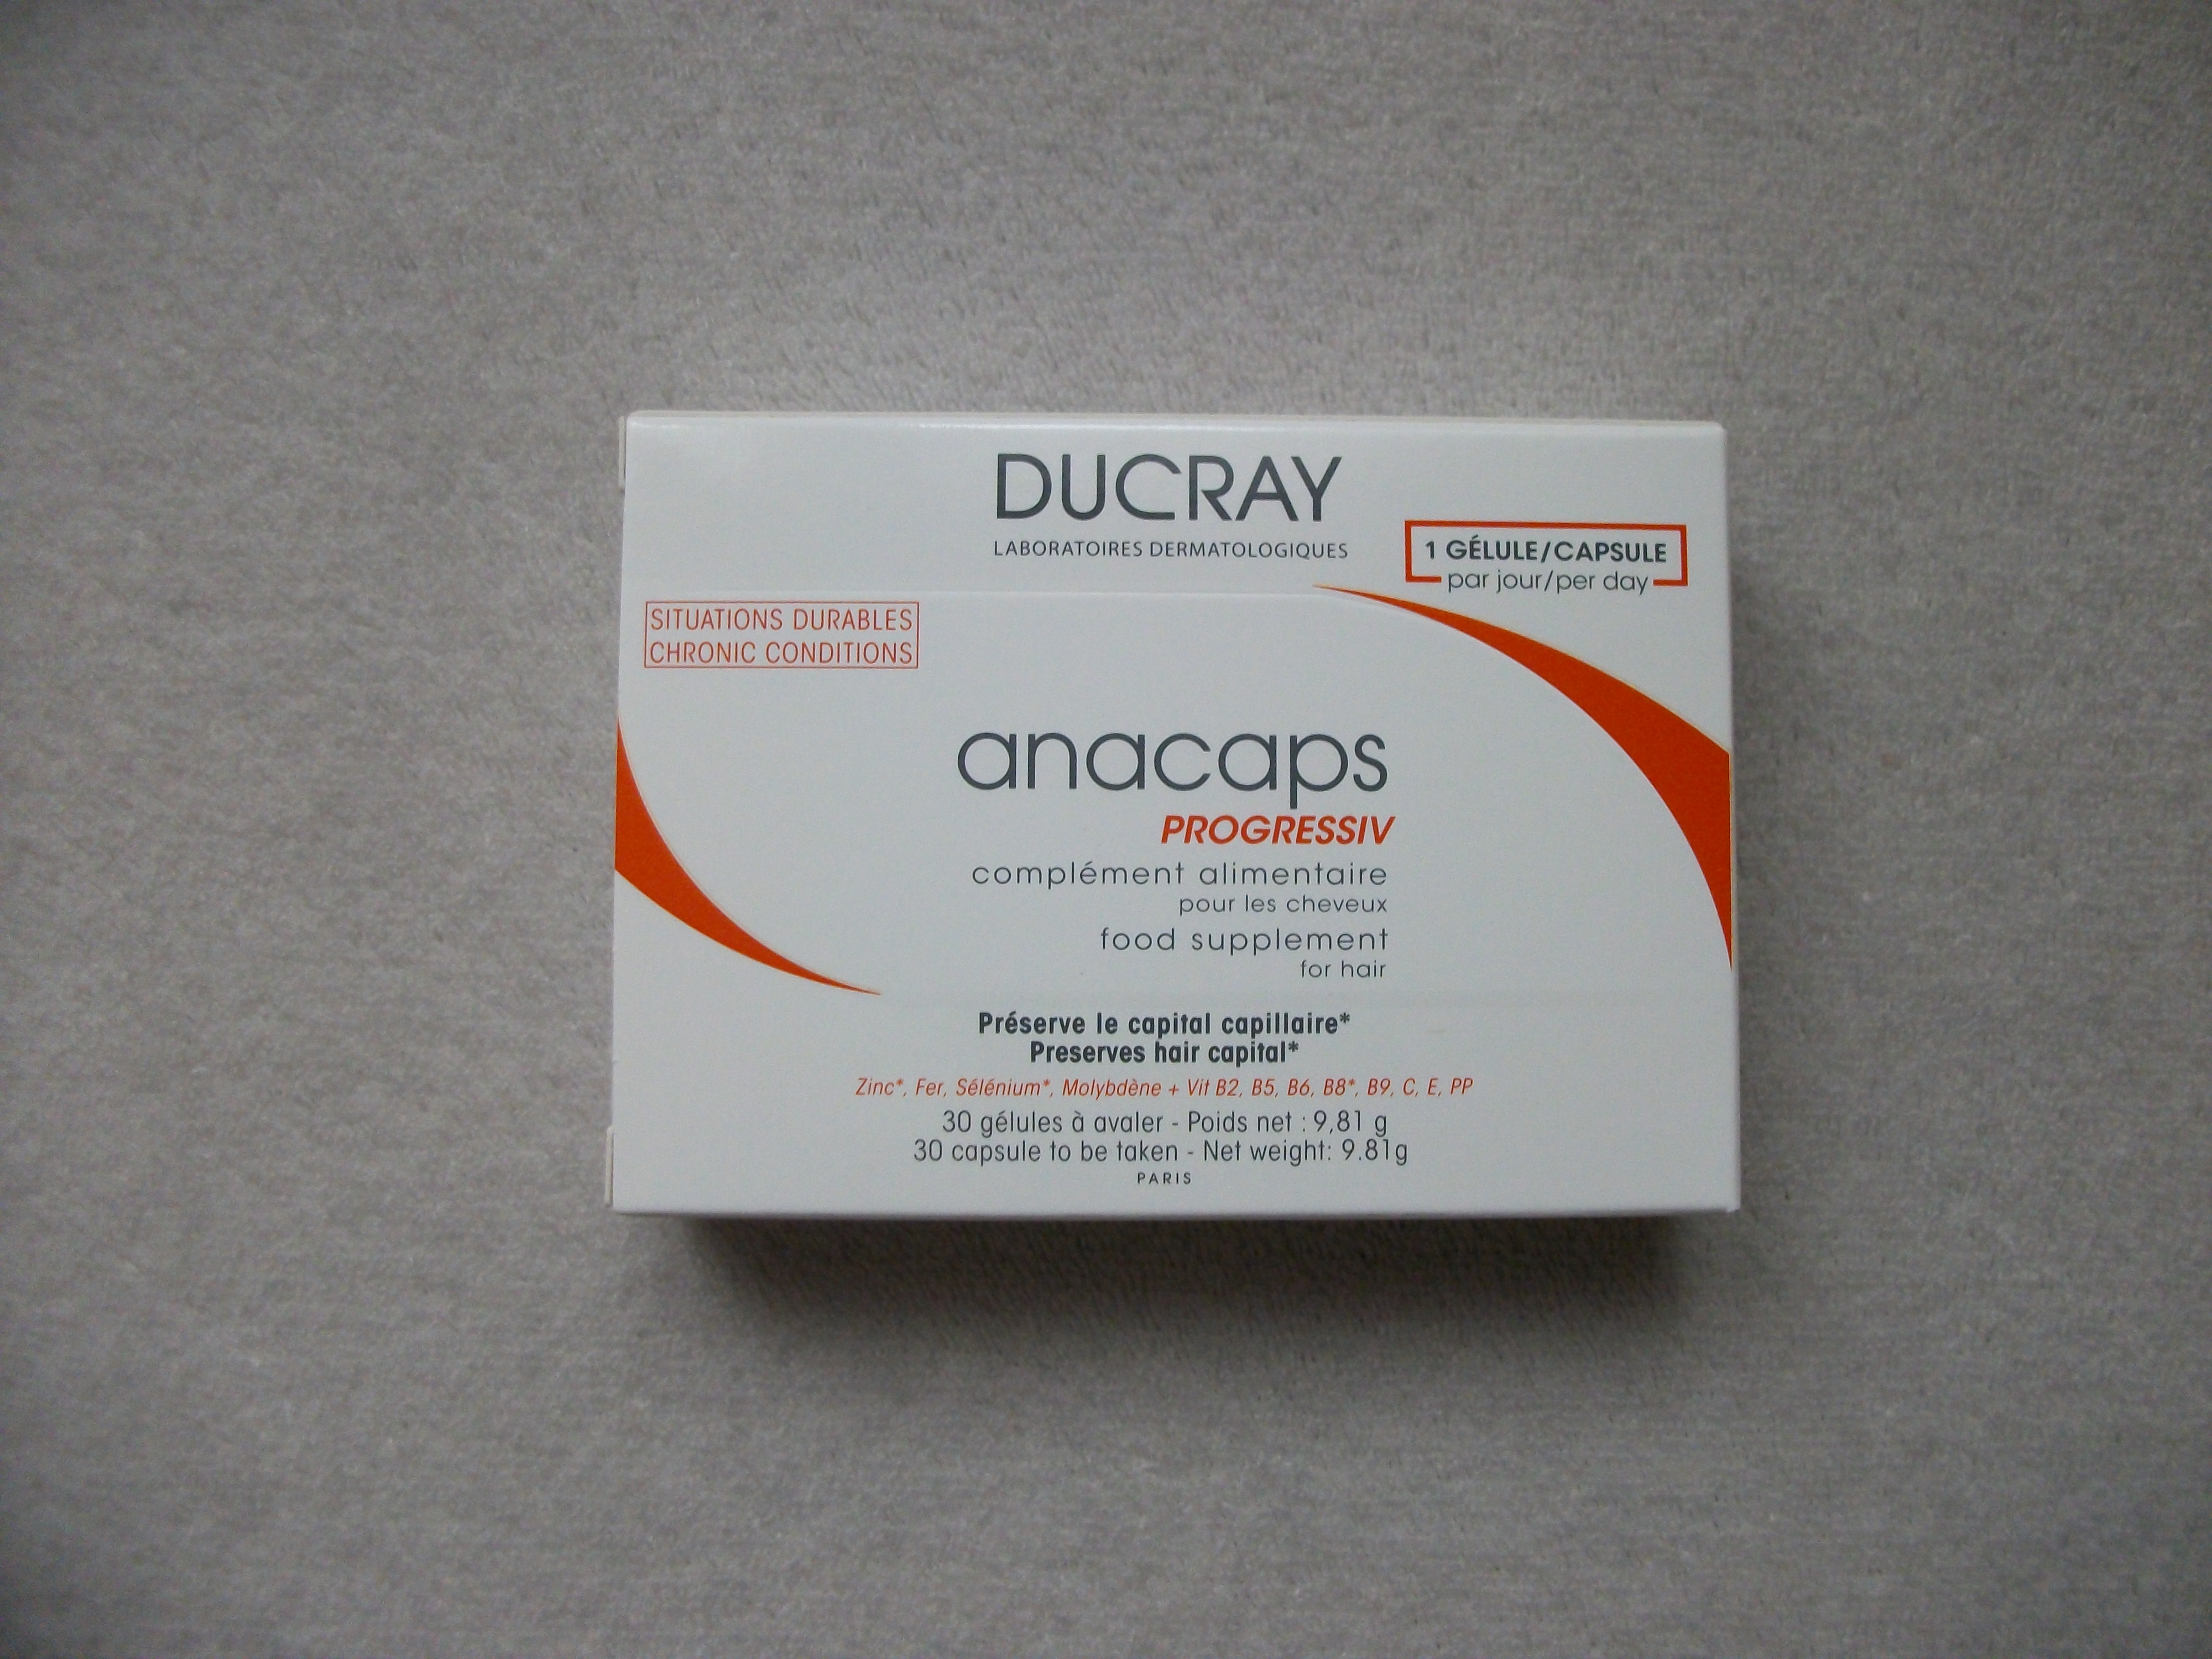 DUCRAY
LABORATOIRES DERMATOLOGIQUES
1 GÉLULE/CAPSULE
par jour/per day
SITUATIONS DURABLES
CHRONIC CONDITIONS
anacaps
PROGRESSIV
complément alimentaire
pour les cheveux
food supplement
for hair
Préserve le capital capillaire*
Preserves hair capital*
Zinc*, Fer, Sélénium*, Molybdène + Vit B2, B5, B6, B8*, B9, C, E, PP
30 gélules à avaler - Poids net : 9,81 g
30 capsule to be taken - Net weight: 9.81g
PARIS